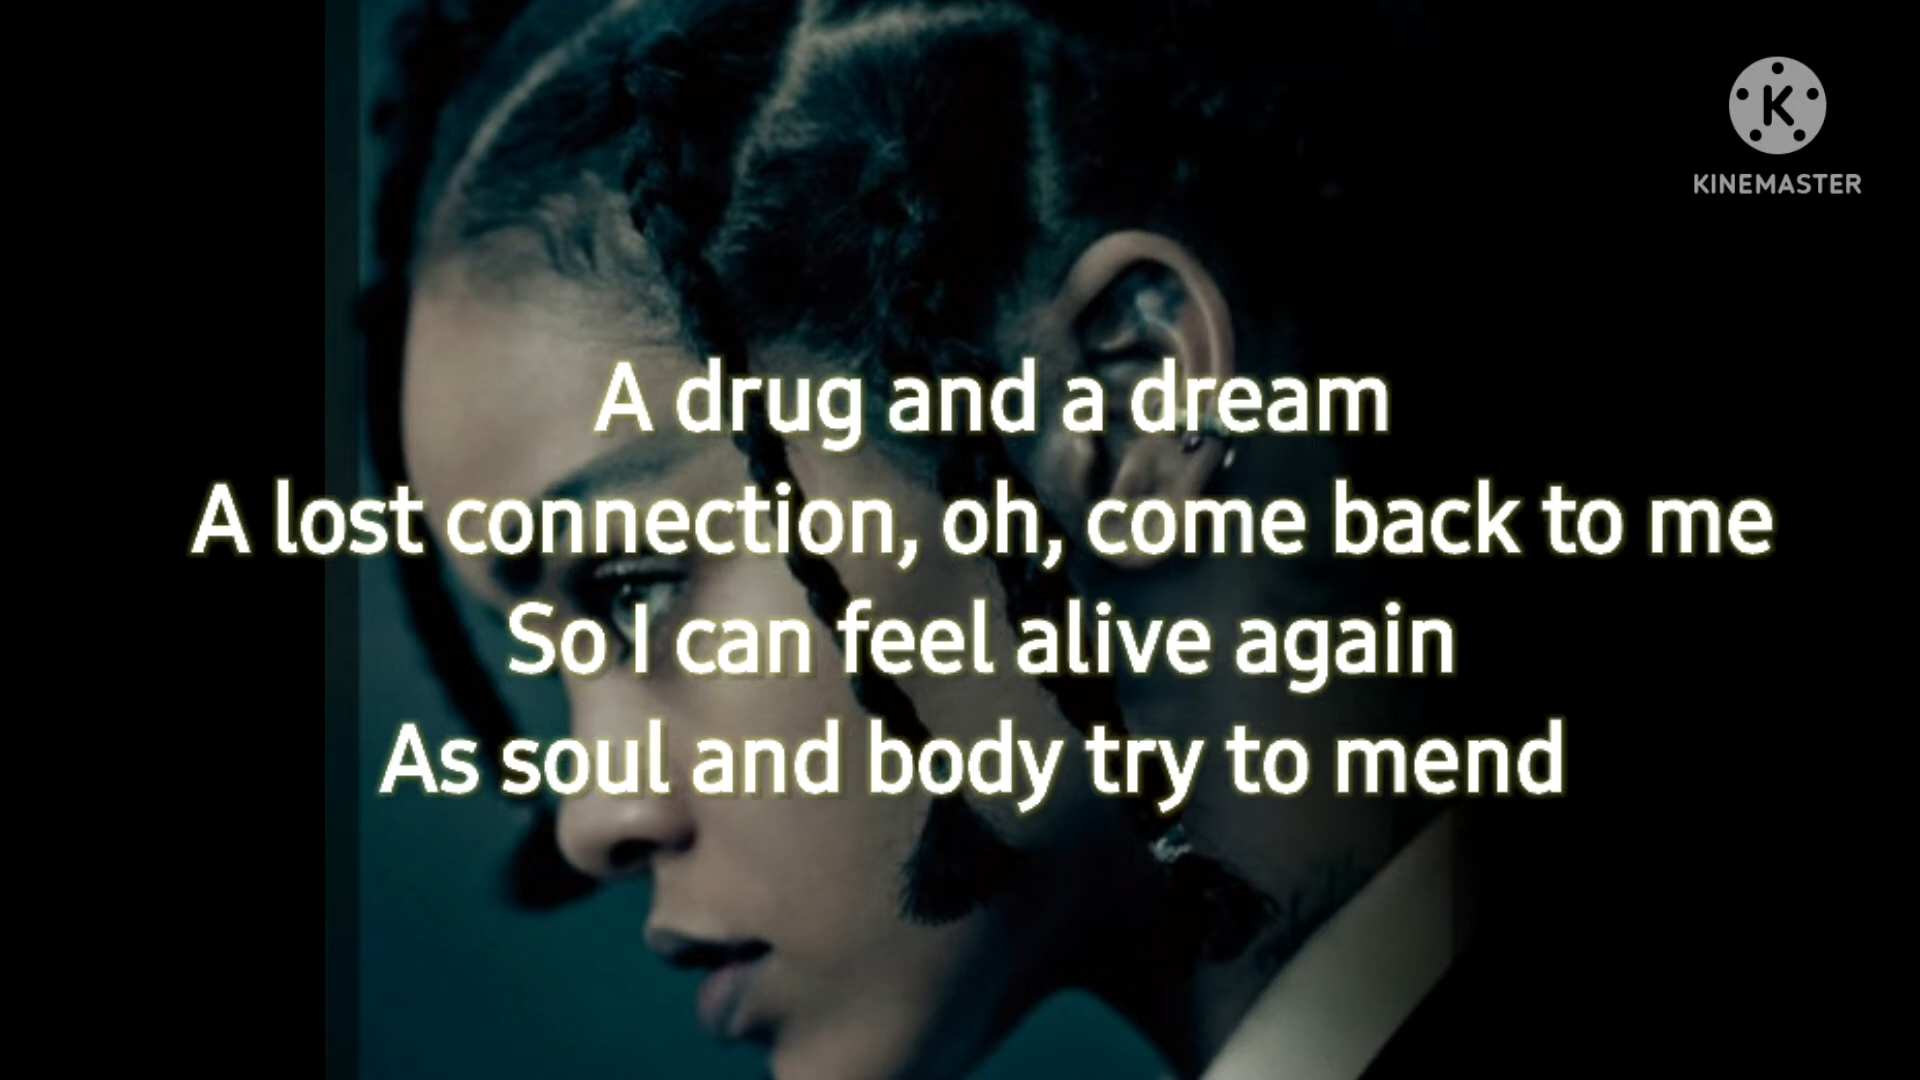 K
KINEMASTER
A drug and a dream
A lost connection, oh, come back to me
So I can feel alive again
As soul and body try to mend